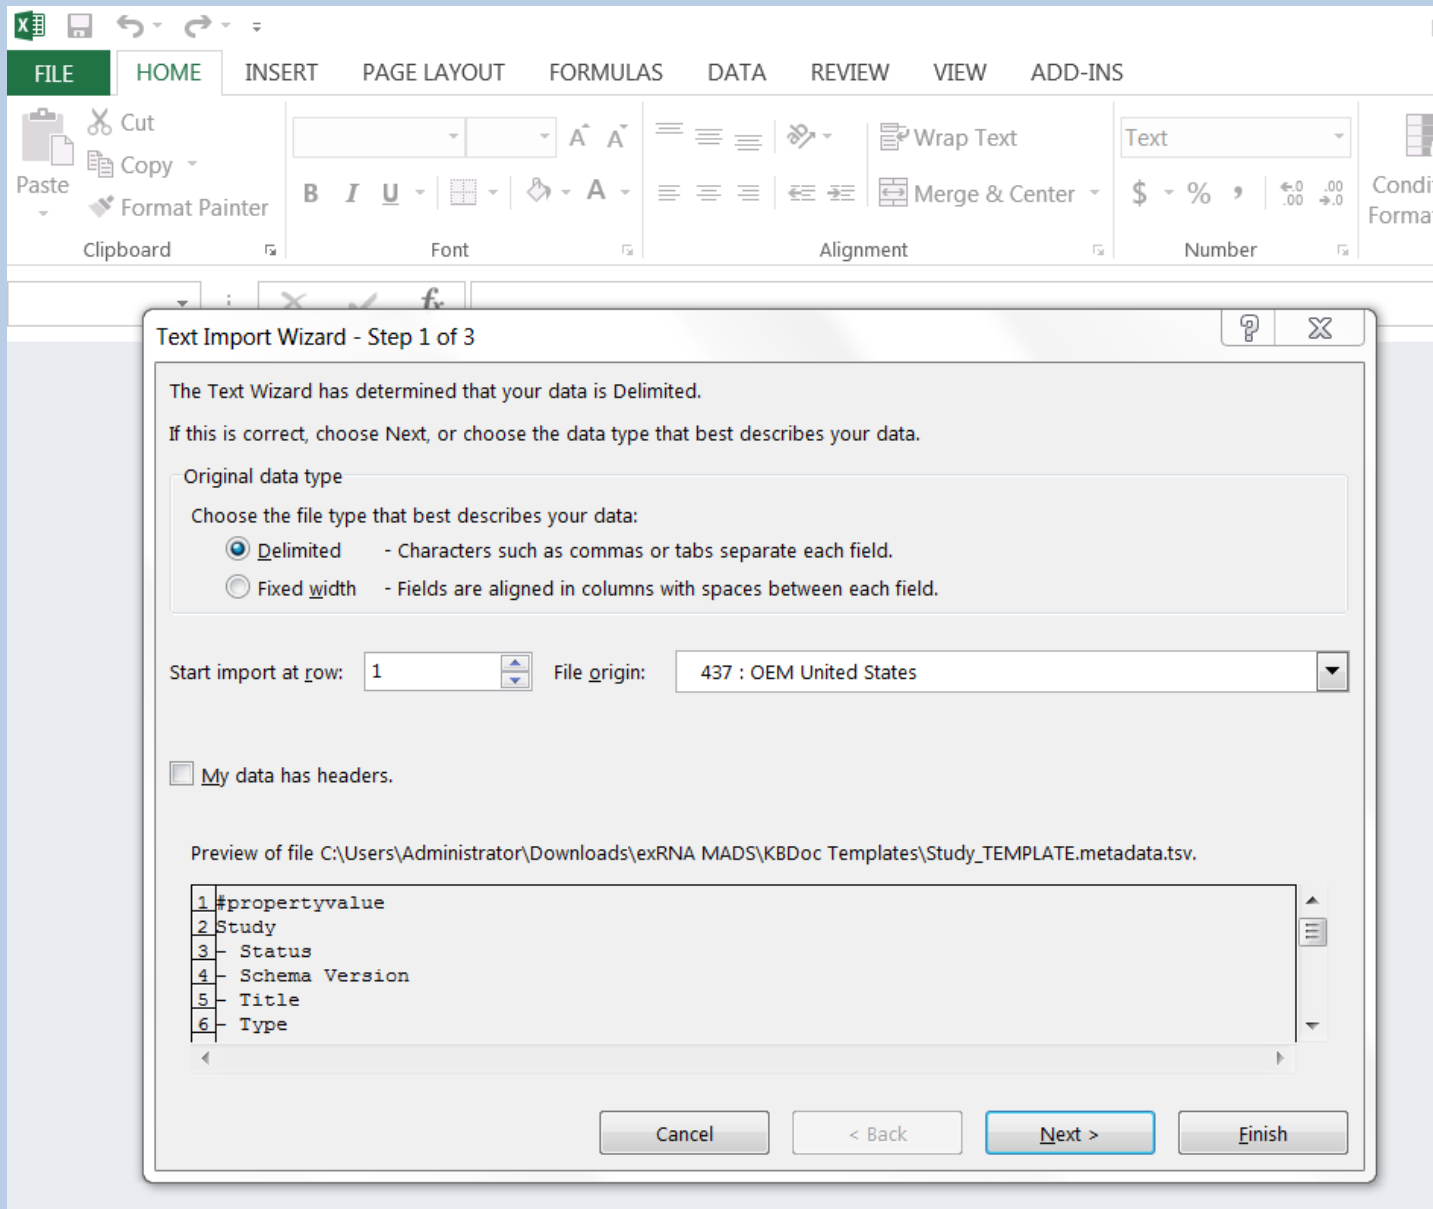 FILE HOME INSERT PAGE LAYOUT FORMULAS DATA REVIEW VIEW ADD-INS
Cut
Copy
Format Painter
Paste
Clipboard
B I U A
Font
Wrap Text
Merge & Center
Alignment
Text
$ % , .00 .00 .0
Number
Condi
Forma
fx
Text Import Wizard - Step 1 of 3
The Text Wizard has determined that your data is Delimited.
If this is correct, choose Next, or choose the data type that best describes your data.
Original data type
Choose the file type that best describes your data:
Delimited - Characters such as commas or tabs separate each field.
Fixed width - Fields are aligned in columns with spaces between each field.
Start import at row: 1 File origin: 437 : OEM United States
My data has headers.
Preview of file C:\Users\Administrator\Downloads\exRNA MADS\KBDoc Templates\Study_TEMPLATE.metadata.tsv.
1 #propertyvalue
2 Study
3 - Status
4 - Schema Version
5 - Title
6 - Type
Cancel < Back Next > Finish